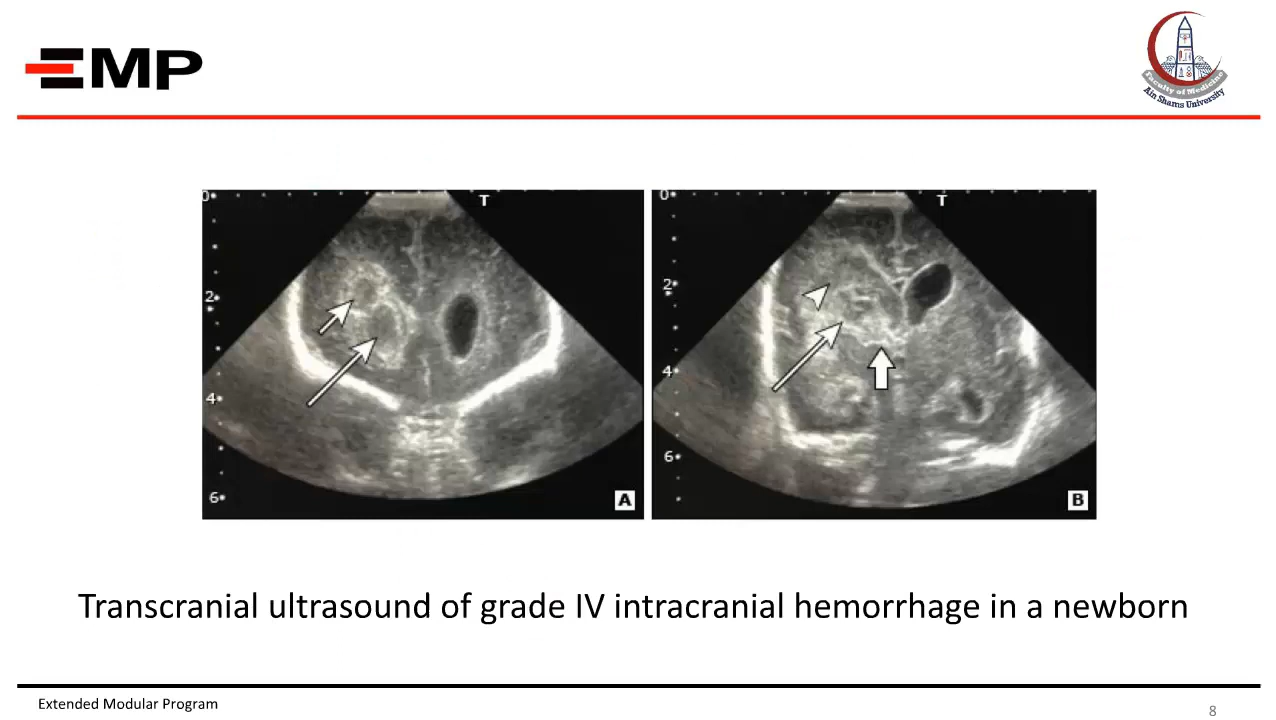 EMP
Faculty of Medicine
Ain Shams University
0 T
2
4
6
A
0 T
2
4
6
B
Transcranial ultrasound of grade IV intracranial hemorrhage in a newborn
Extended Modular Program
8